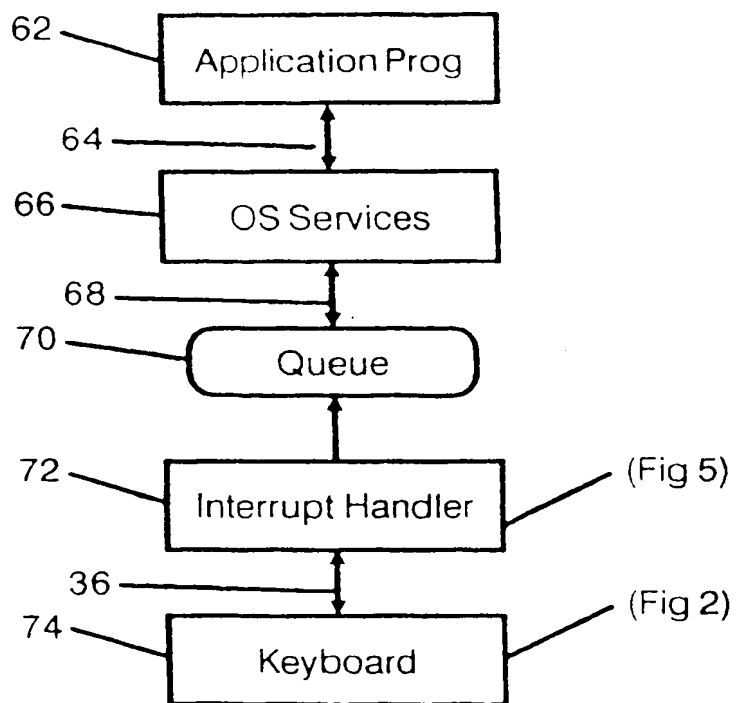 62
Application Prog
64
66
OS Services
68
70
Queue
72
Interrupt Handler
(Fig 5)
36
74
Keyboard
(Fig 2)